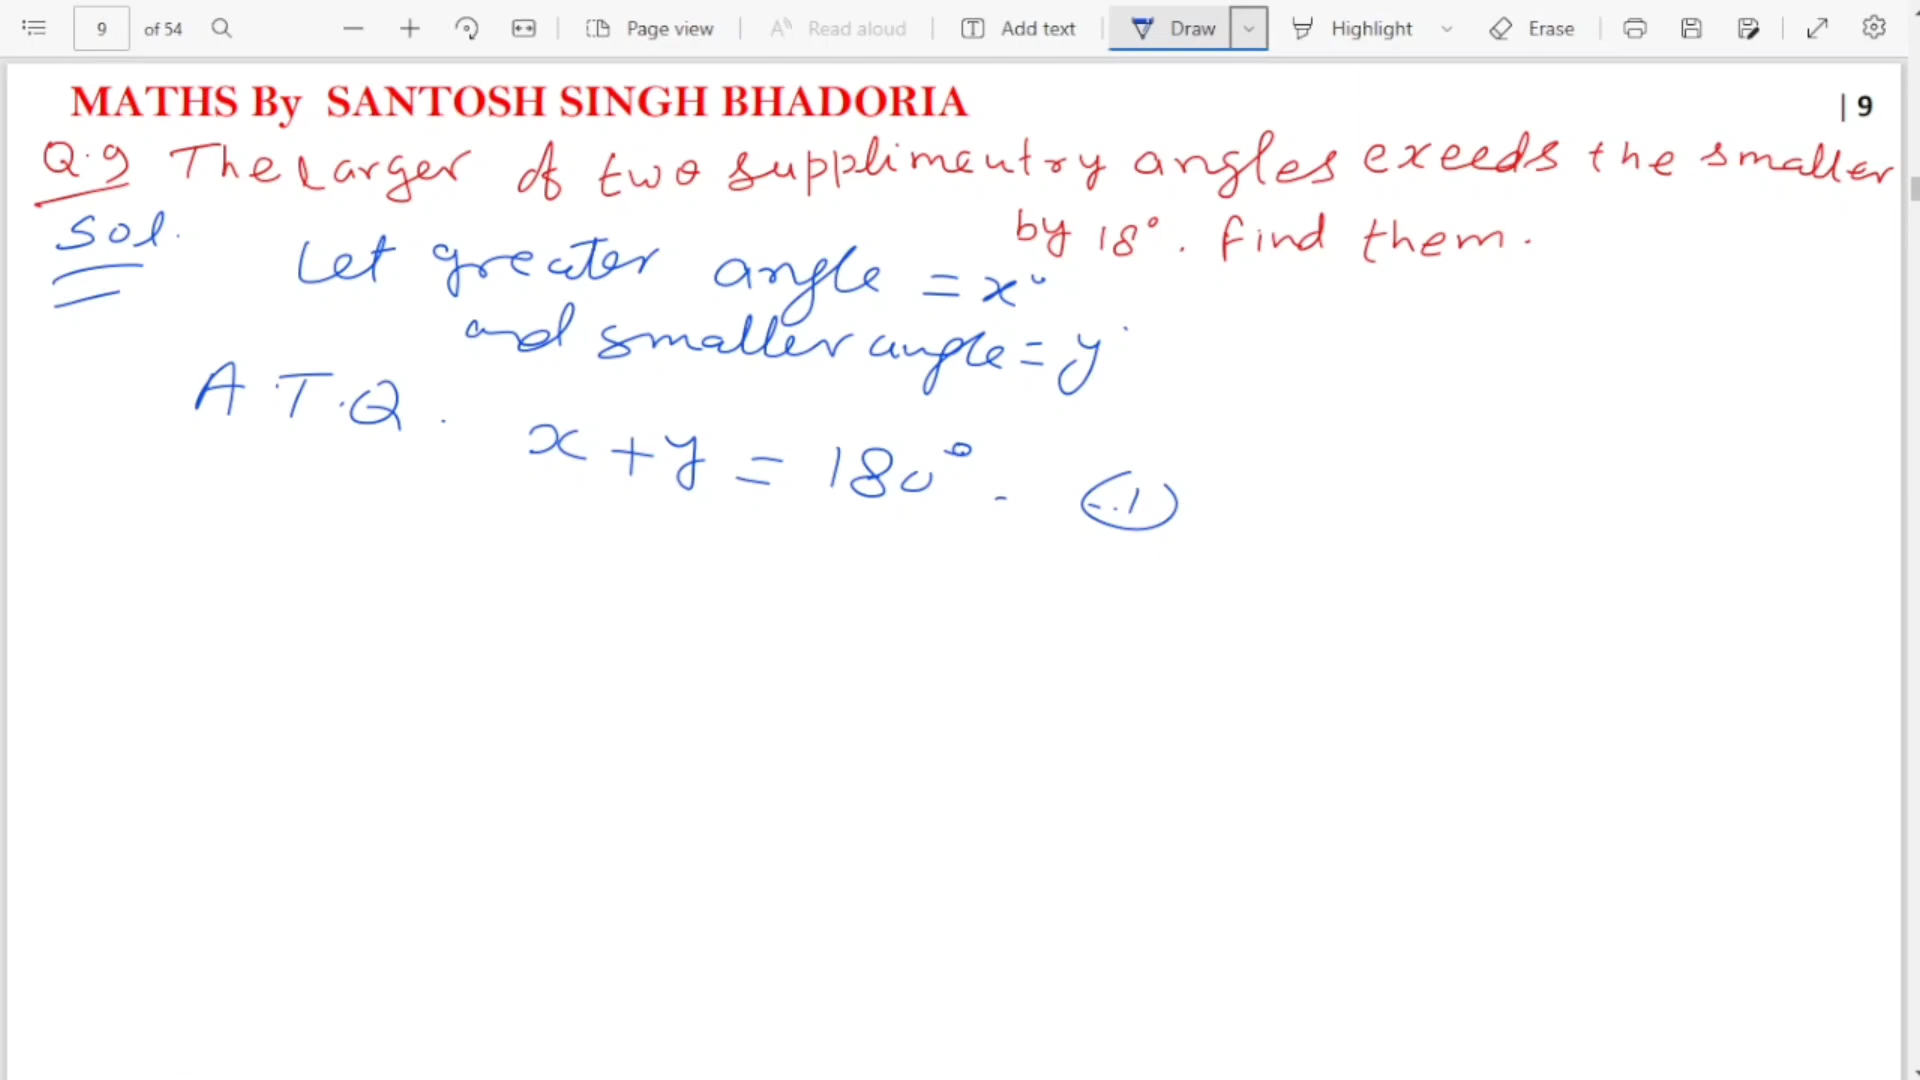 9 of 54 Page view Read aloud Add text Draw Highlight Erase
MATHS By SANTOSH SINGH BHADORIA | 9
Q.9 The Larger of two supplimentry angles exeeds the smaller
by 18°. find them.
Sol.
Let greater angle = x°
and smaller angle = y°
A.T.Q.
x + y = 180°. - (..1)